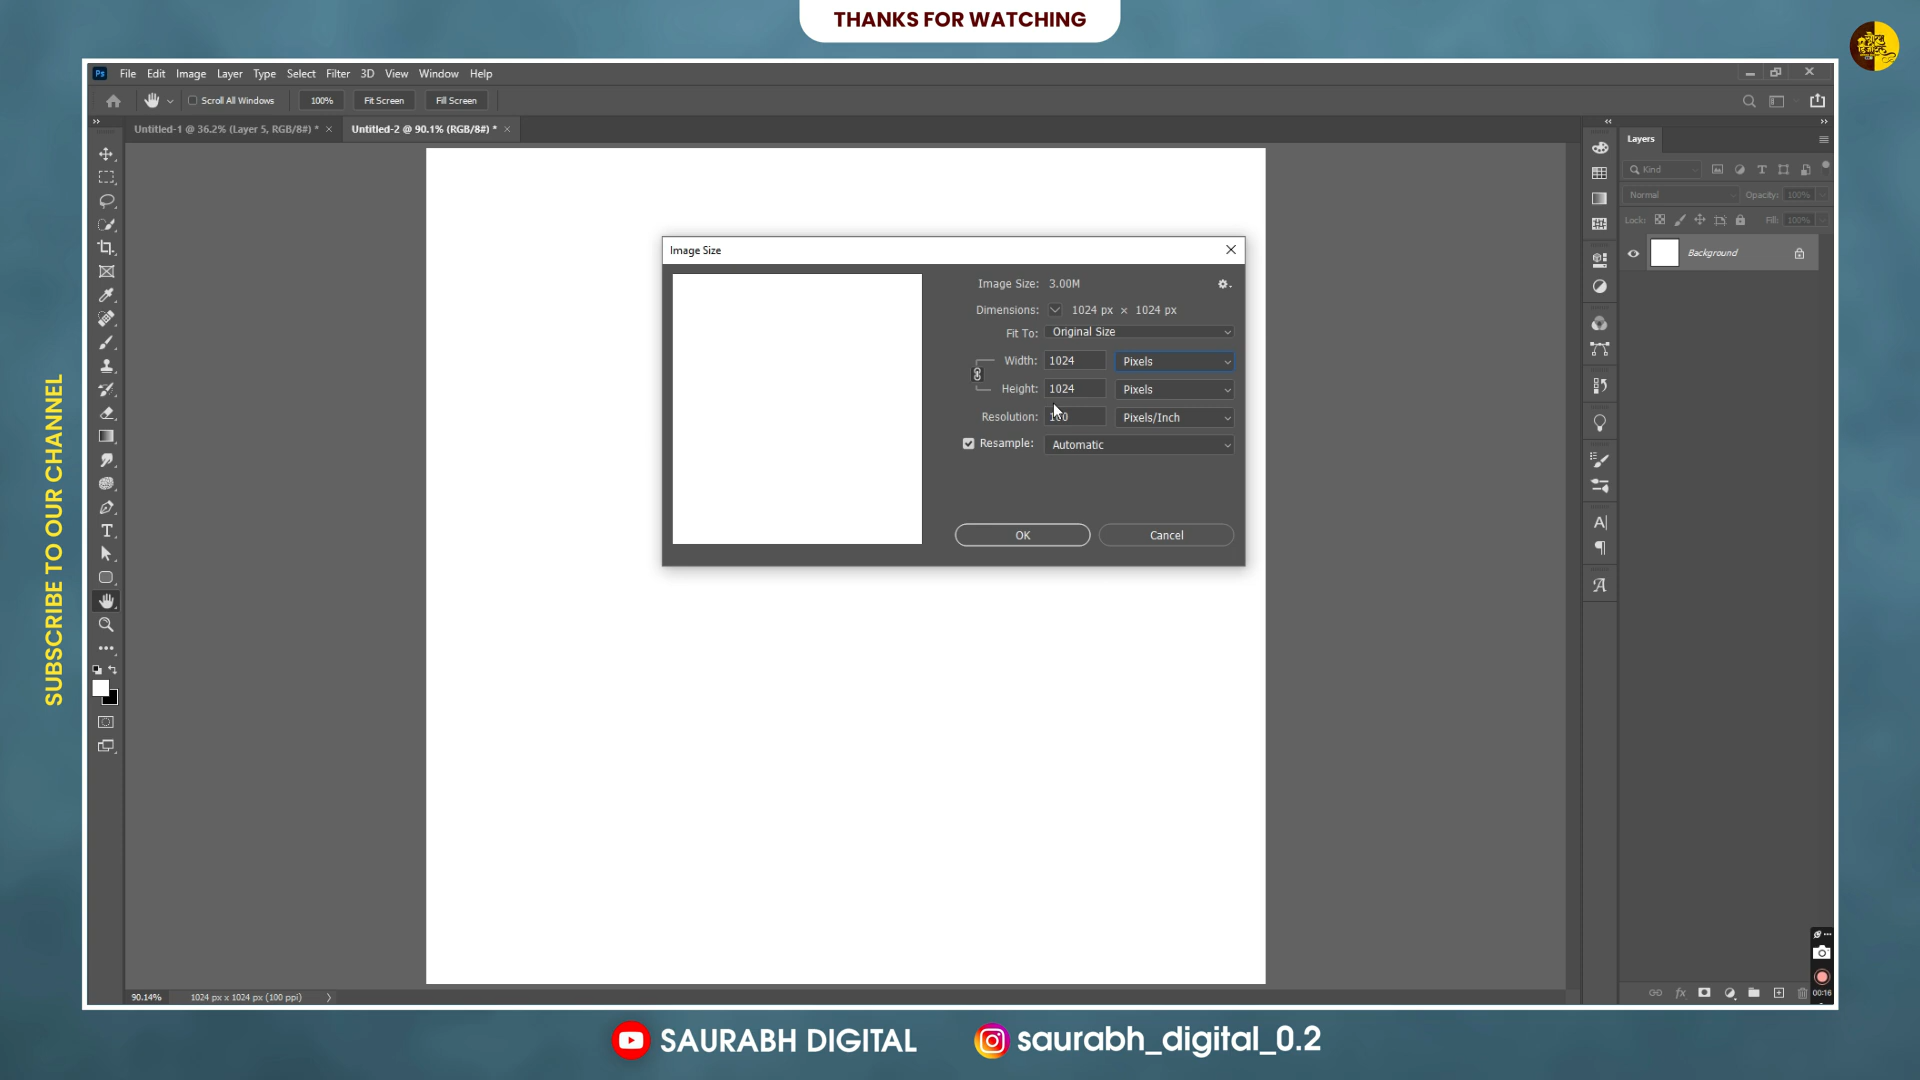 THANKS FOR WATCHING
Ps File Edit Image Layer Type Select Filter 3D View Window Help
Scroll All Windows 100% Fit Screen Fill Screen
Untitled-1 @ 36.2% (Layer 5, RGB/8#) * × Untitled-2 @ 90.1% (RGB/8#) * ×
Layers
Kind
Normal Opacity: 100%
Lock: Fill: 100%
Background
Image Size
Image Size: 3.00M
Dimensions: 1024 px × 1024 px
Fit To: Original Size
Width: 1024 Pixels
Height: 1024 Pixels
Resolution: Pixels/Inch
Resample: Automatic
OK Cancel
SUBSCRIBE TO OUR CHANNEL
90.14% 1024 px x 1024 px (100 ppi)
fx
00:16
SAURABH DIGITAL saurabh_digital_0.2